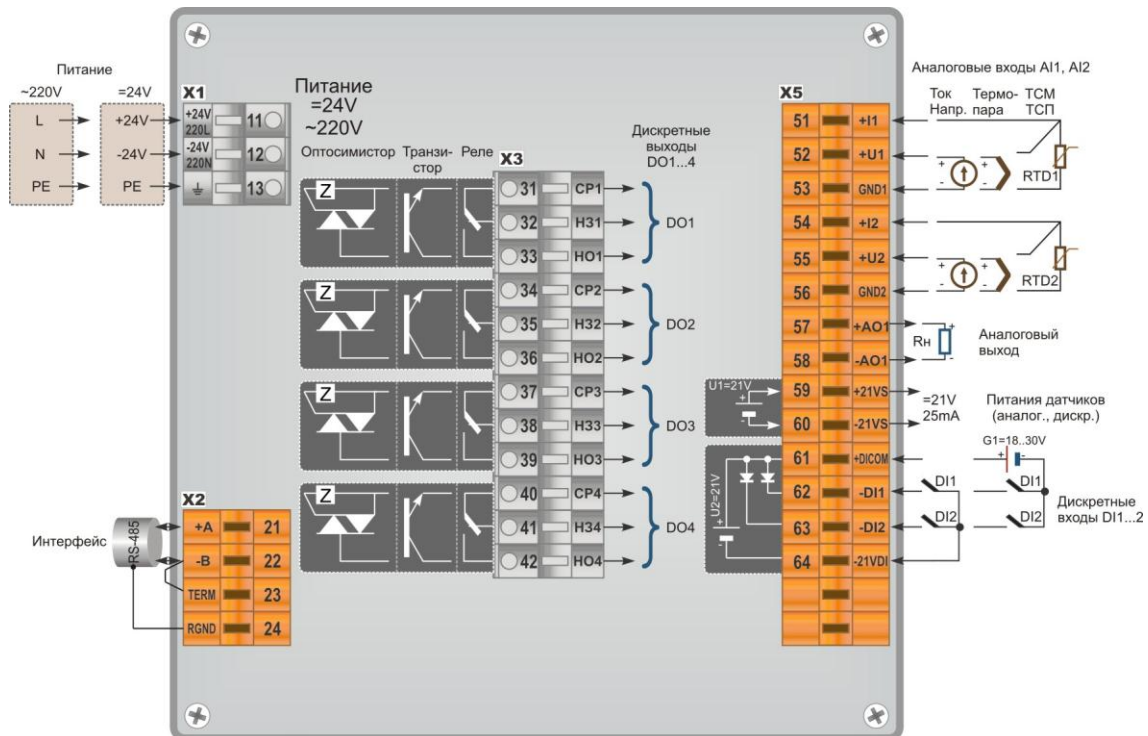 Питание
~220V
=24V
L
+24V
N
-24V
PE
PE
X1
+24V
220L
11
-24V
220N
12
13
Питание
=24V
~220V
Оптосимистор
Транзи-
стор
Реле
X3
Дискретные
выходы
DO1...4
Z
31
CP1
32
H31
33
HO1
DO1
Z
34
CP2
35
H32
36
HO2
DO2
Z
37
CP3
38
H33
39
HO3
DO3
Z
40
CP4
41
H34
42
HO4
DO4
X2
+A
21
-B
22
TERM
23
RGND
24
Интерфейс
RS-485
X5
51
+I1
52
+U1
53
GND1
54
+I2
55
+U2
56
GND2
57
+AO1
58
-AO1
59
+21VS
60
-21VS
61
+DICOM
62
-DI1
63
-DI2
64
-21VDI
U1=21V
+
-
U2=21V
+
-
Аналоговые входы AI1, AI2
Ток
Напр.
Термо-
пара
ТСМ
ТСП
+
-
+
-
RTD1
+
-
+
-
RTD2
Rн
+
-
Аналоговый
выход
=21V
25mA
Питания датчиков
(аналог., дискр.)
G1=18..30V
+
-
DI1
DI1
DI2
DI2
Дискретные
входы DI1...2